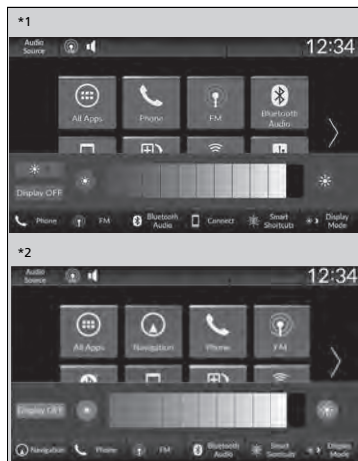 *1
Audio Source 12:34
All Apps Phone FM Bluetooth Audio
Display OFF
Phone FM Bluetooth Audio Connect Smart Shortcuts Display Mode
*2
Audio Source 12:34
All Apps Navigation Phone FM
Display OFF
Navigation Phone FM Bluetooth Audio Smart Shortcuts Display Mode